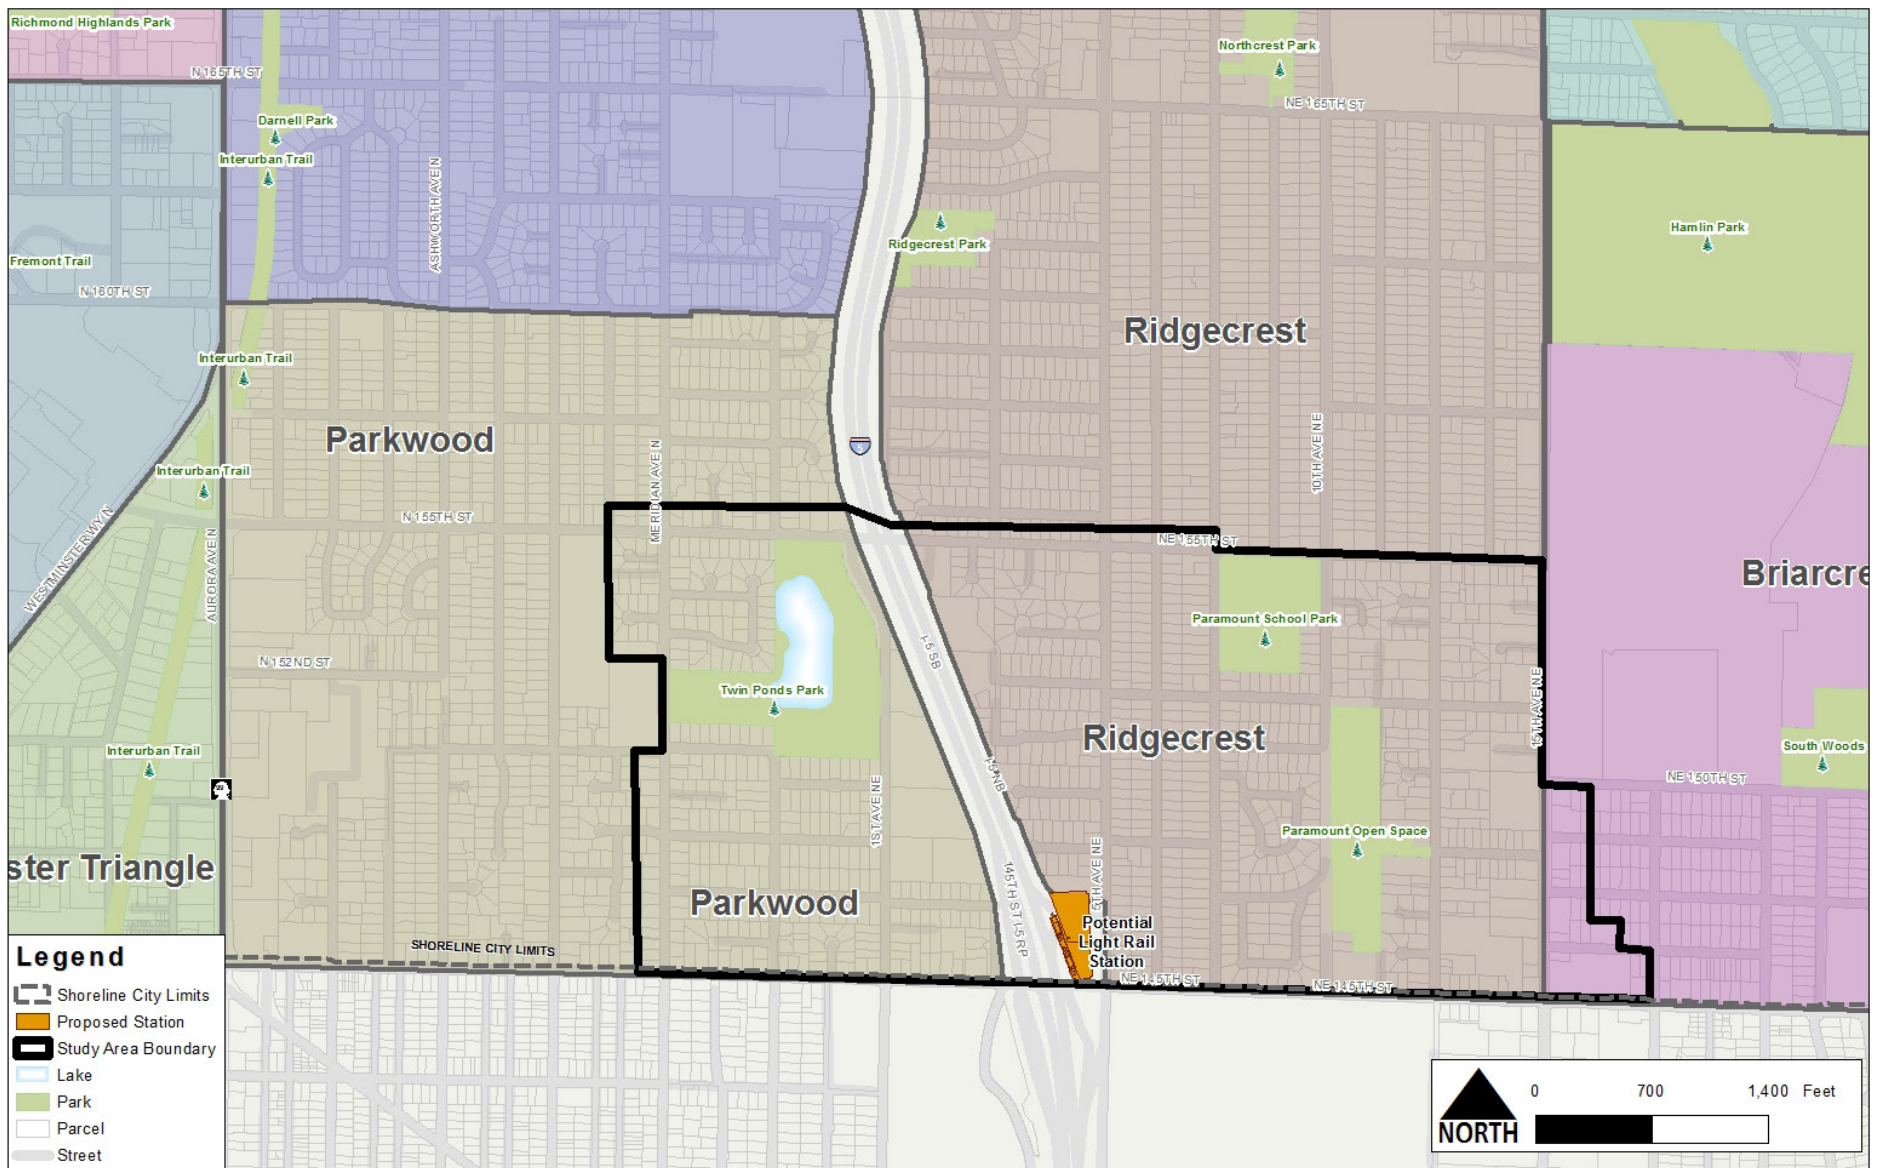 Richmond Highlands Park
N 165TH ST
Northcrest Park
NE 165TH ST
Darnell Park
Interurban Trail
ASHWORTH AVE N
Ridgecrest Park
Hamlin Park
Fremont Trail
N 160TH ST
Ridgecrest
Interurban Trail
Parkwood
5
10TH AVE NE
MERIDIAN AVE N
Interurban Trail
N 155TH ST
NE 155TH ST
WESTMINSTER WY N
AURORA AVE N
Briarcre
Paramount School Park
I-5 SB
N 152ND ST
Twin Ponds Park
15TH AVE NE
Ridgecrest
Interurban Trail
South Woods
I-5 NB
NE 150TH ST
99
1ST AVE NE
Paramount Open Space
ster Triangle
5TH AVE NE
145TH ST I-5 RP
Parkwood
Potential
Light Rail
Station
SHORELINE CITY LIMITS
NE 145TH ST
NE 145TH ST
Legend
Shoreline City Limits
Proposed Station
Study Area Boundary
Lake
Park
Parcel
Street
NORTH
0 700 1,400 Feet